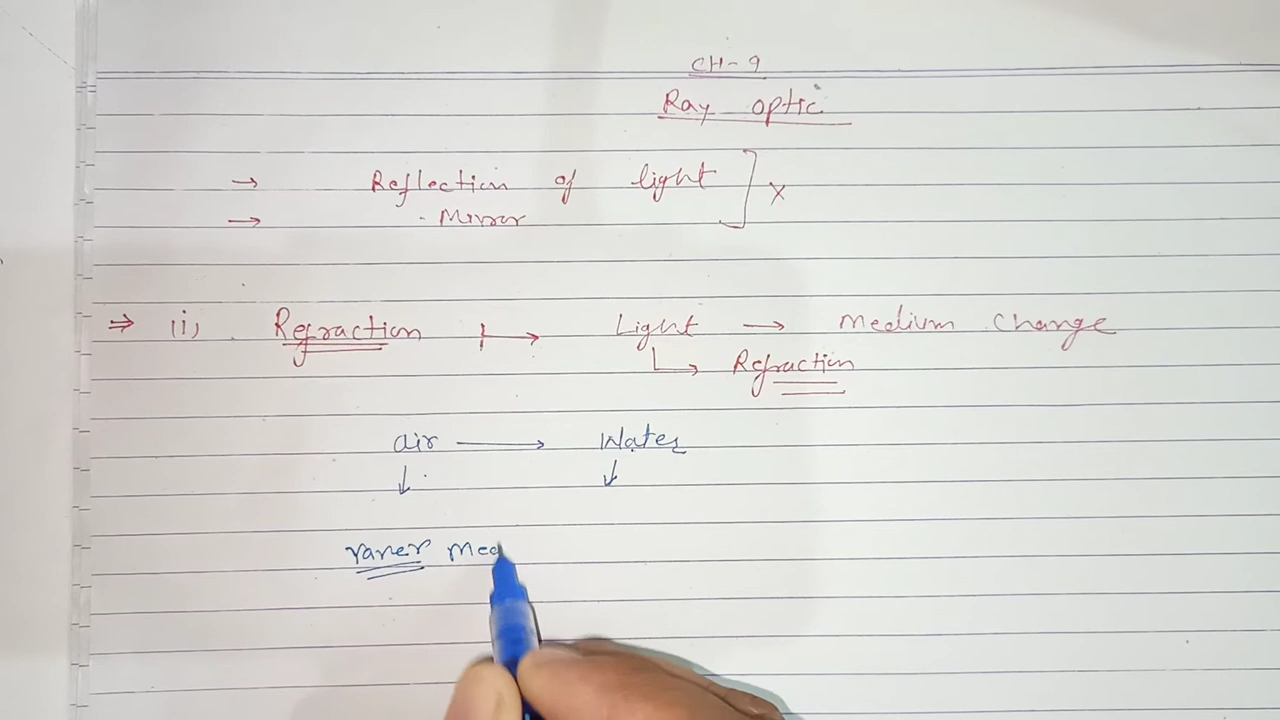 CH-9
Ray optic
→ Reflection of light ] X
→ Mirror
⇒ (i) Refraction → Light → Medium Change
↳ Refraction
air → Water
↓ ↓
rarer Med